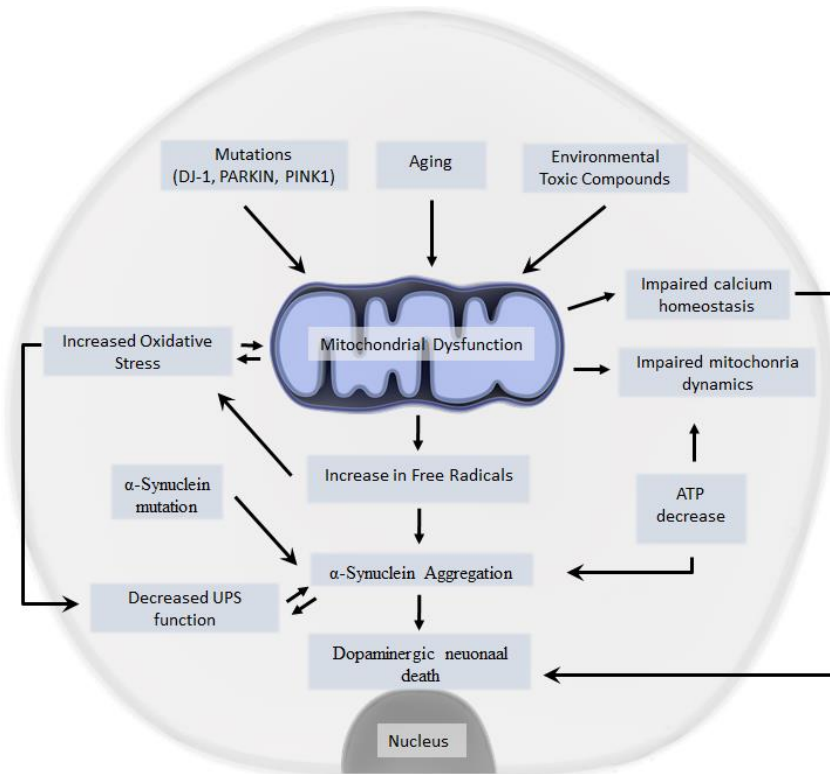 Mutations
(DJ-1, PARKIN, PINK1)
Aging
Environmental
Toxic Compounds
Impaired calcium
homeostasis
Increased Oxidative
Stress
Mitochondrial Dysfunction
Impaired mitochonria
dynamics
α-Synuclein
mutation
Increase in Free Radicals
ATP
decrease
α-Synuclein Aggregation
Decreased UPS
function
Dopaminergic neuonaal
death
Nucleus